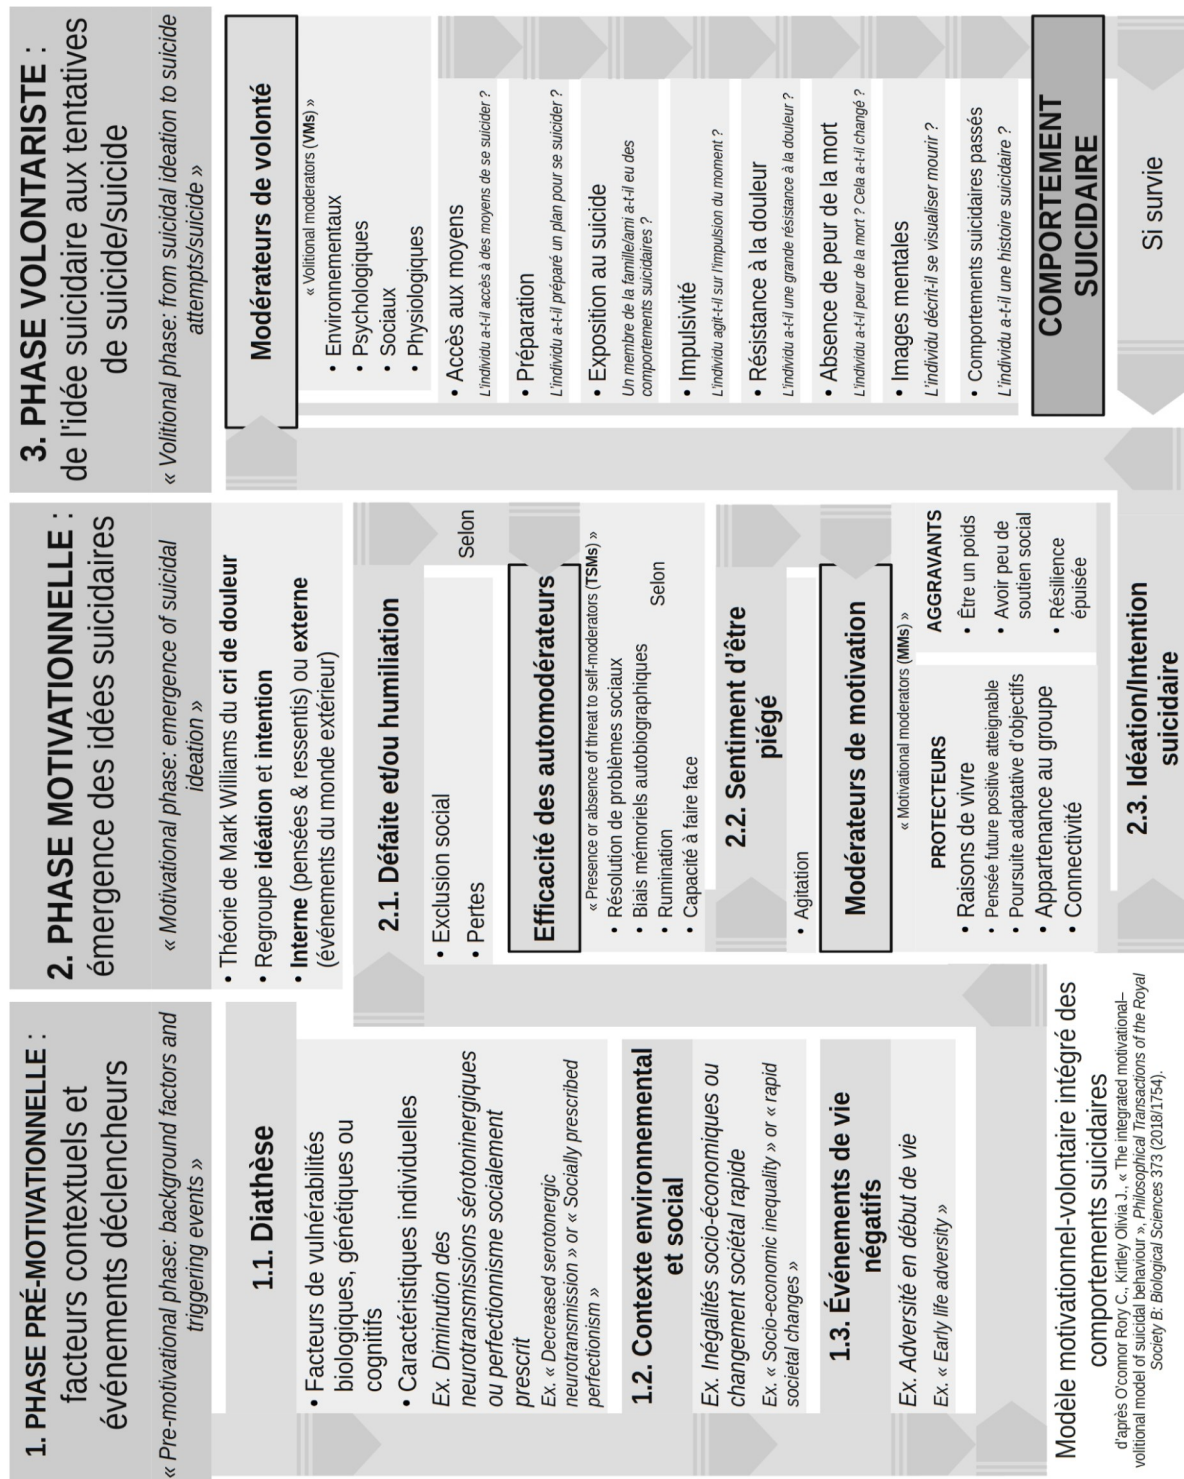 1. PHASE PRÉ-MOTIVATIONNELLE :
facteurs contextuels et
événements déclencheurs
« Pre-motivational phase: background factors and
triggering events »
1.1. Diathèse
• Facteurs de vulnérabilités
biologiques, génétiques ou
cognitifs
• Caractéristiques individuelles
Ex. Diminution des
neurotransmissions sérotoninergiques
ou perfectionnisme socialement
prescrit
Ex. « Decreased serotonergic
neurotransmission » or « Socially prescribed
perfectionism »
1.2. Contexte environnemental
et social
Ex. Inégalités socio-économiques ou
changement sociétal rapide
Ex. « Socio-economic inequality » or « rapid
societal changes »
1.3. Événements de vie
négatifs
Ex. Adversité en début de vie
Ex. « Early life adversity »
2. PHASE MOTIVATIONNELLE :
émergence des idées suicidaires
« Motivational phase: emergence of suicidal
ideation »
• Théorie de Mark Williams du cri de douleur
• Regroupe idéation et intention
• Interne (pensées & ressentis) ou externe
(événements du monde extérieur)
2.1. Défaite et/ou humiliation
• Exclusion social
• Pertes
Selon
Efficacité des automodérateurs
« Presence or absence of threat to self-moderators (TSMs) »
• Résolution de problèmes sociaux
• Biais mémoriels autobiographiques
• Rumination
• Capacité à faire face
Selon
2.2. Sentiment d’être
piégé
• Agitation
Modérateurs de motivation
« Motivational moderators (MMs) »
PROTECTEURS
• Raisons de vivre
• Pensée future positive atteignable
• Poursuite adaptative d’objectifs
• Appartenance au groupe
• Connectivité
AGGRAVANTS
• Être un poids
• Avoir peu de
soutien social
• Résilience
épuisée
2.3. Idéation/Intention
suicidaire
3. PHASE VOLONTARISTE :
de l'idée suicidaire aux tentatives
de suicide/suicide
« Volitional phase: from suicidal ideation to suicide
attempts/suicide »
Modérateurs de volonté
« Volitional moderators (VMs) »
• Environnementaux
• Psychologiques
• Sociaux
• Physiologiques
• Accès aux moyens
L’individu a-t-il accès à des moyens de se suicider ?
• Préparation
L’individu a-t-il préparé un plan pour se suicider ?
• Exposition au suicide
Un membre de la famille/ami a-t-il eu des
comportements suicidaires ?
• Impulsivité
L’individu agit-t-il sur l’impulsion du moment ?
• Résistance à la douleur
L’individu a-t-il une grande résistance à la douleur ?
• Absence de peur de la mort
L’individu a-t-il peur de la mort ? Cela a-t-il changé ?
• Images mentales
L’individu décrit-il se visualiser mourir ?
• Comportements suicidaires passés
L’individu a-t-il une histoire suicidaire ?
COMPORTEMENT
SUICIDAIRE
Si survie
Modèle motivationnel-volontaire intégré des
comportements suicidaires
d’après O’connor Rory C., Kirtley Olivia J., « The integrated motivational–
volitional model of suicidal behaviour », Philosophical Transactions of the Royal
Society B: Biological Sciences 373 (2018/1754).